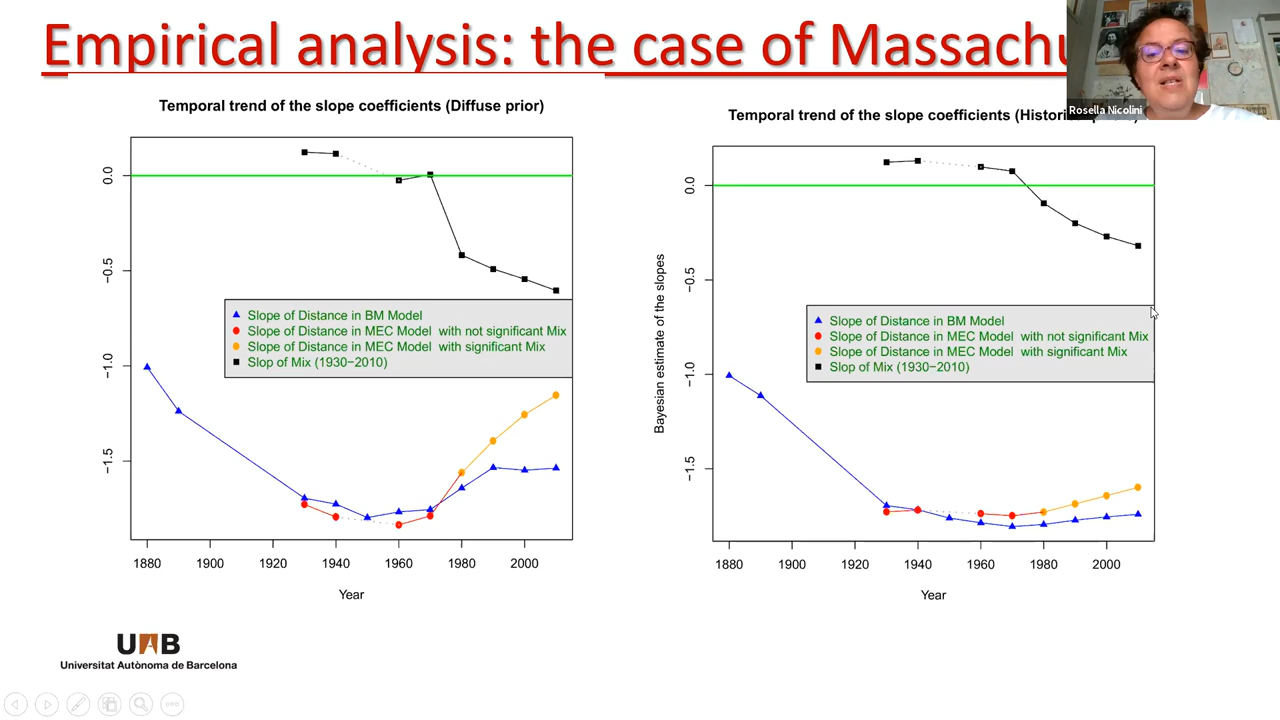 Empirical analysis: the case of Massachu
Rosella Nicolini
Temporal trend of the slope coefficients (Diffuse prior)
0.0
−0.5
−1.0
−1.5
Slope of Distance in BM Model
Slope of Distance in MEC Model with not significant Mix
Slope of Distance in MEC Model with significant Mix
Slop of Mix (1930−2010)
1880
1900
1920
1940
1960
1980
2000
Year
Temporal trend of the slope coefficients (Histori
Bayesian estimate of the slopes
0.0
−0.5
−1.0
−1.5
Slope of Distance in BM Model
Slope of Distance in MEC Model with not significant Mix
Slope of Distance in MEC Model with significant Mix
Slop of Mix (1930−2010)
1880
1900
1920
1940
1960
1980
2000
Year
UAB
Universitat Autònoma de Barcelona